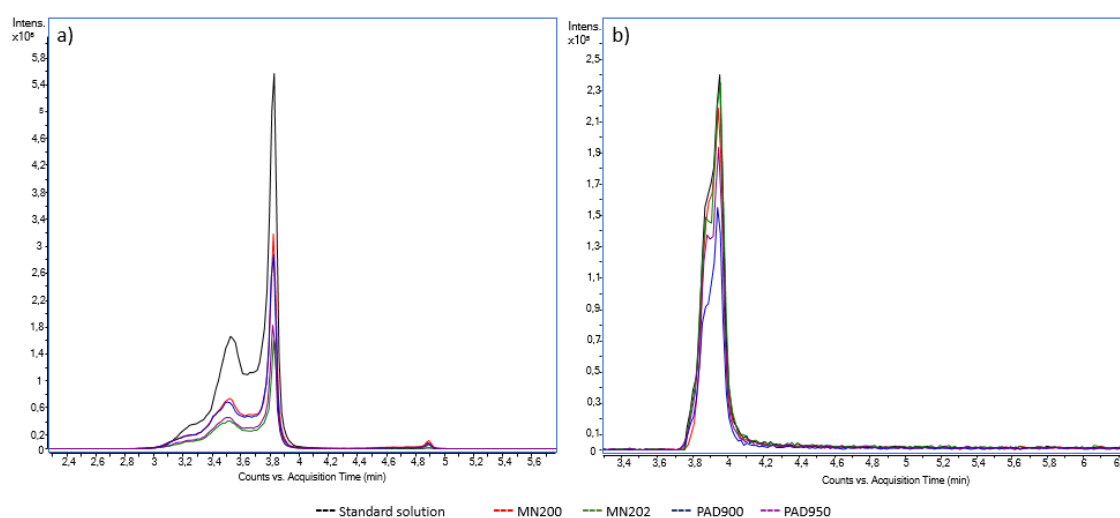 Intens.
x10⁵
a)
5,8
5,4
5
4,6
4,2
3,8
3,4
3
2,6
2,2
1,8
1,4
1
0,6
0,2
0
2,4 2,6 2,8 3 3,2 3,4 3,6 3,8 4 4,2 4,4 4,6 4,8 5 5,2 5,4 5,6
Counts vs. Acquisition Time (min)
Intens.
x10⁵
b)
2,5
2,3
2,1
1,9
1,7
1,5
1,3
1,1
0,9
0,7
0,5
0,3
0,1
0
3,4 3,6 3,8 4 4,2 4,4 4,6 4,8 5 5,2 5,4 5,6 5,8 6
Counts vs. Acquisition Time (min)
Standard solution MN200 MN202 PAD900 PAD950